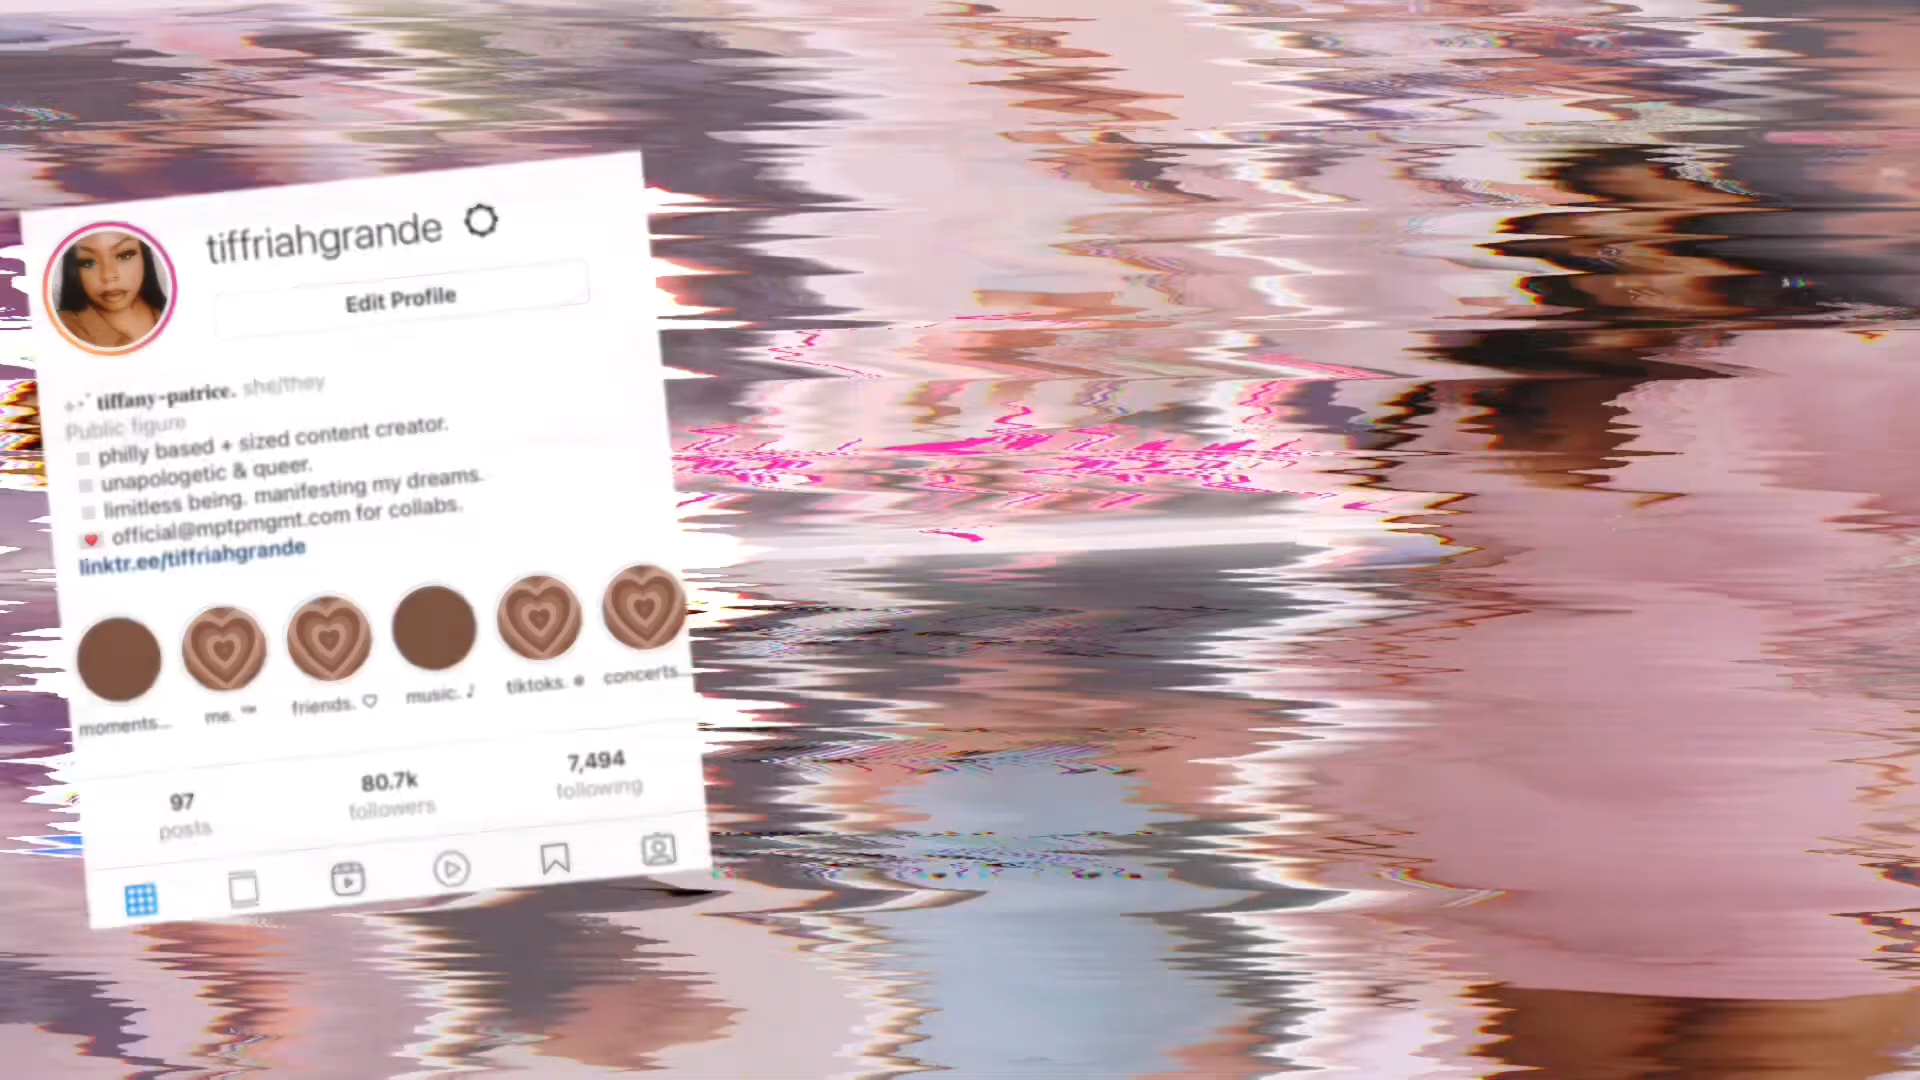 tiffriahgrande
Edit Profile
tiffany-patrice. she/they
Public figure
philly based + sized content creator.
unapologetic & queer.
limitless being. manifesting my dreams.
official@mptpmgmt.com for collabs.
linktr.ee/tiffriahgrande
moments... me. ™ friends. ♡ music. ♪ tiktoks. concerts...
97 80.7k 7,494
posts followers following